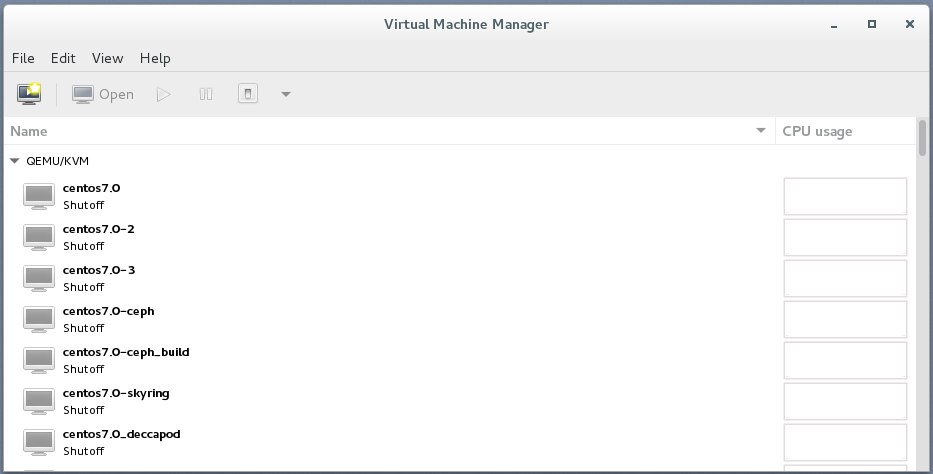 Virtual Machine Manager
File Edit View Help
Open
Name CPU usage
QEMU/KVM
centos7.0
Shutoff
centos7.0-2
Shutoff
centos7.0-3
Shutoff
centos7.0-ceph
Shutoff
centos7.0-ceph_build
Shutoff
centos7.0-skyring
Shutoff
centos7.0_deccapod
Shutoff